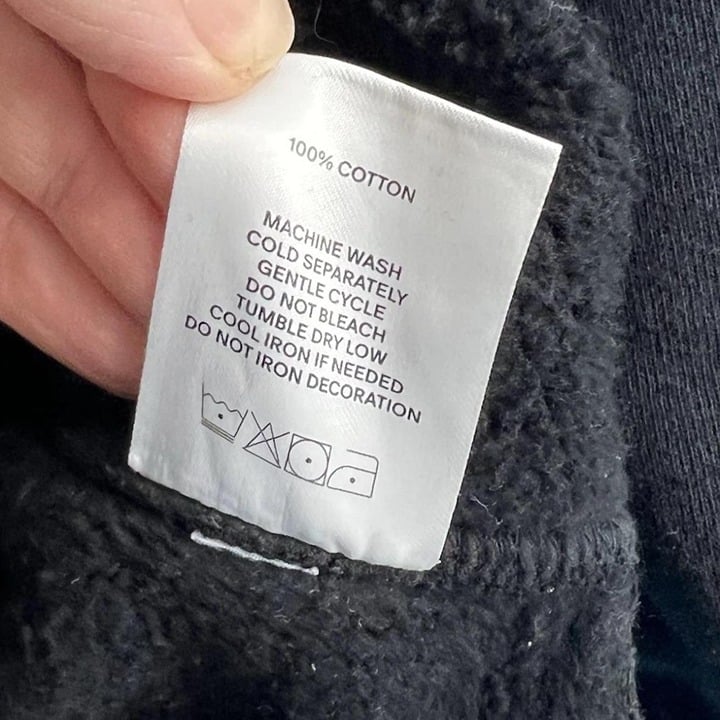 100% COTTON
MACHINE WASH
COLD SEPARATELY
GENTLE CYCLE
DO NOT BLEACH
TUMBLE DRY LOW
COOL IRON IF NEEDED
DO NOT IRON DECORATION